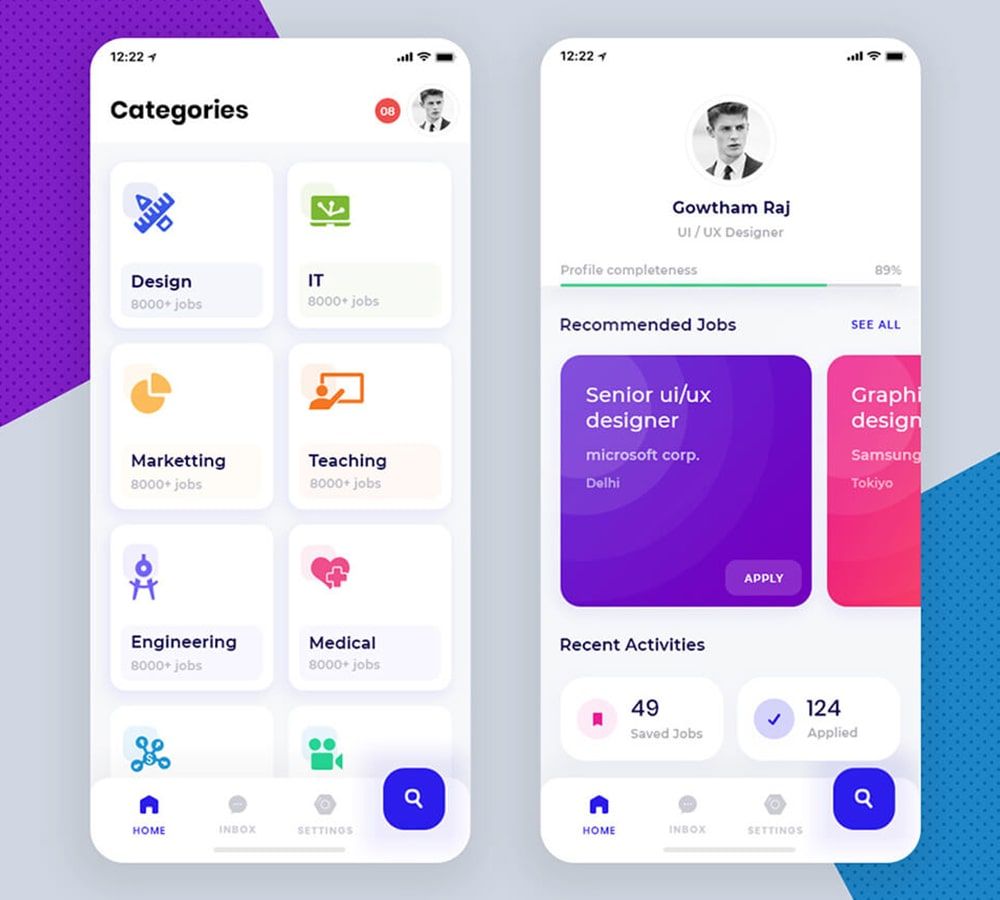 12:22
Categories
08
Design
8000+ jobs
IT
8000+ jobs
Marketting
8000+ jobs
Teaching
8000+ jobs
Engineering
8000+ jobs
Medical
8000+ jobs
$
HOME
INBOX
SETTINGS
12:22
Gowtham Raj
UI / UX Designer
Profile completeness 89%
Recommended Jobs SEE ALL
Senior ui/ux
designer
microsoft corp.
Delhi
APPLY
Graphi
design
Samsung
Tokiyo
Recent Activities
49
Saved Jobs
124
Applied
HOME
INBOX
SETTINGS